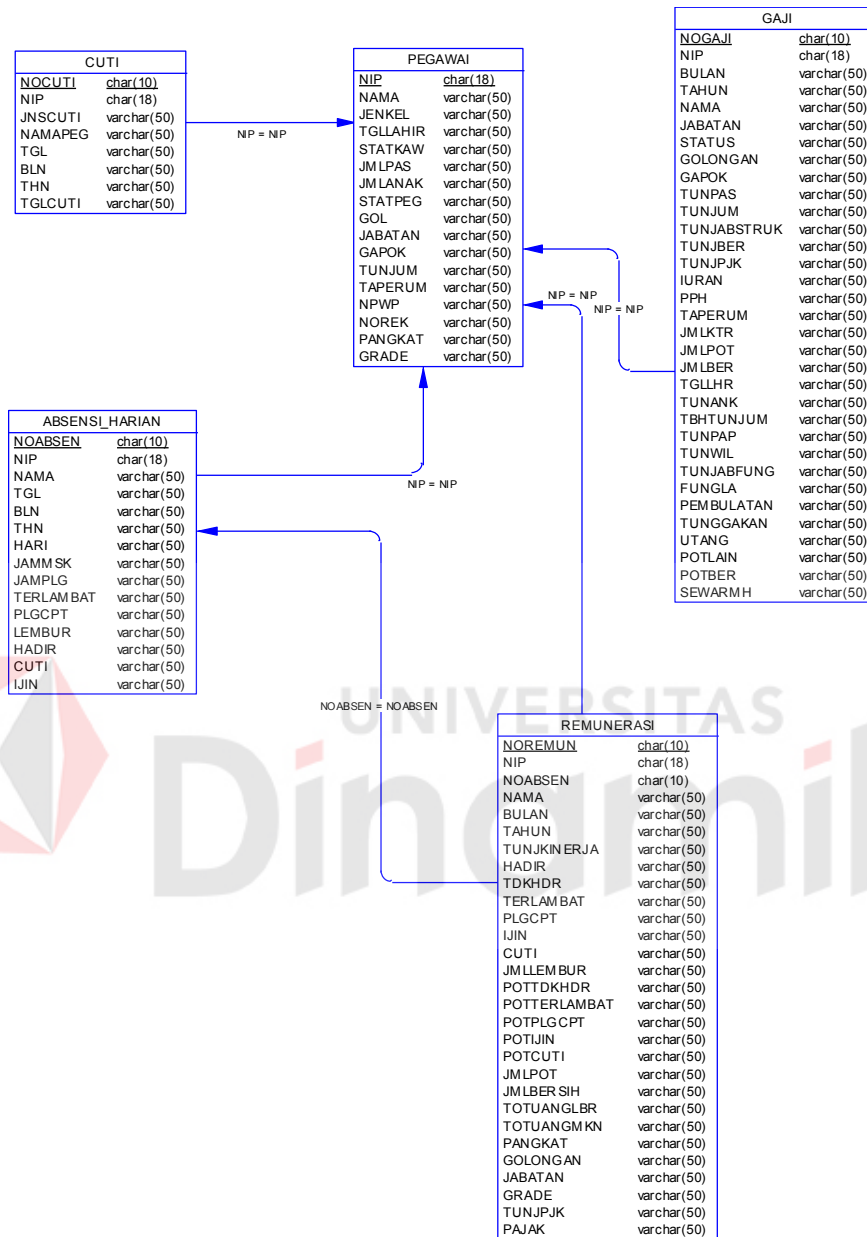 CUTI
NOCUTI char(10)
NIP char(18)
JNSCUTI varchar(50)
NAMAPEG varchar(50)
TGL varchar(50)
BLN varchar(50)
THN varchar(50)
TGLCUTI varchar(50)
NIP = NIP
PEGAWAI
NIP char(18)
NAMA varchar(50)
JENKEL varchar(50)
TGLLAHIR varchar(50)
STATKAW varchar(50)
JMLPAS varchar(50)
JMLANAK varchar(50)
STATPEG varchar(50)
GOL varchar(50)
JABATAN varchar(50)
GAPOK varchar(50)
TUNJUM varchar(50)
TAPERUM varchar(50)
NPWP varchar(50)
NOREK varchar(50)
PANGKAT varchar(50)
GRADE varchar(50)
NIP = NIP
NIP = NIP
GAJI
NOGAJI char(10)
NIP char(18)
BULAN varchar(50)
TAHUN varchar(50)
NAMA varchar(50)
JABATAN varchar(50)
STATUS varchar(50)
GOLONGAN varchar(50)
GAPOK varchar(50)
TUNPAS varchar(50)
TUNJUM varchar(50)
TUNJABSTRUK varchar(50)
TUNJBER varchar(50)
TUNJPJK varchar(50)
IURAN varchar(50)
PPH varchar(50)
TAPERUM varchar(50)
JMLKTR varchar(50)
JMLPOT varchar(50)
JMLBER varchar(50)
TGLLHR varchar(50)
TUNANK varchar(50)
TBHTUNJUM varchar(50)
TUNPAP varchar(50)
TUNWIL varchar(50)
TUNJABFUNG varchar(50)
FUNGLA varchar(50)
PEMBULATAN varchar(50)
TUNGGAKAN varchar(50)
UTANG varchar(50)
POTLAIN varchar(50)
POTBER varchar(50)
SEWARMH varchar(50)
ABSENSI_HARIAN
NOABSEN char(10)
NIP char(18)
NAMA varchar(50)
TGL varchar(50)
BLN varchar(50)
THN varchar(50)
HARI varchar(50)
JAMMSK varchar(50)
JAMPLG varchar(50)
TERLAMBAT varchar(50)
PLGCPT varchar(50)
LEMBUR varchar(50)
HADIR varchar(50)
CUTI varchar(50)
IJIN varchar(50)
NIP = NIP
NOABSEN = NOABSEN
UNIVERSITAS
Dinamik
REMUNERASI
NOREMUN char(10)
NIP char(18)
NOABSEN char(10)
NAMA varchar(50)
BULAN varchar(50)
TAHUN varchar(50)
TUNJKINERJA varchar(50)
HADIR varchar(50)
TDKHDR varchar(50)
TERLAMBAT varchar(50)
PLGCPT varchar(50)
IJIN varchar(50)
CUTI varchar(50)
JMLLEMBUR varchar(50)
POTTDKHDR varchar(50)
POTTERLAMBAT varchar(50)
POTPLGCPT varchar(50)
POTIJIN varchar(50)
POTCUTI varchar(50)
JMLPOT varchar(50)
JMLBERSIH varchar(50)
TOTUANGLBR varchar(50)
TOTUANGMKN varchar(50)
PANGKAT varchar(50)
GOLONGAN varchar(50)
JABATAN varchar(50)
GRADE varchar(50)
TUNJPJK varchar(50)
PAJAK varchar(50)